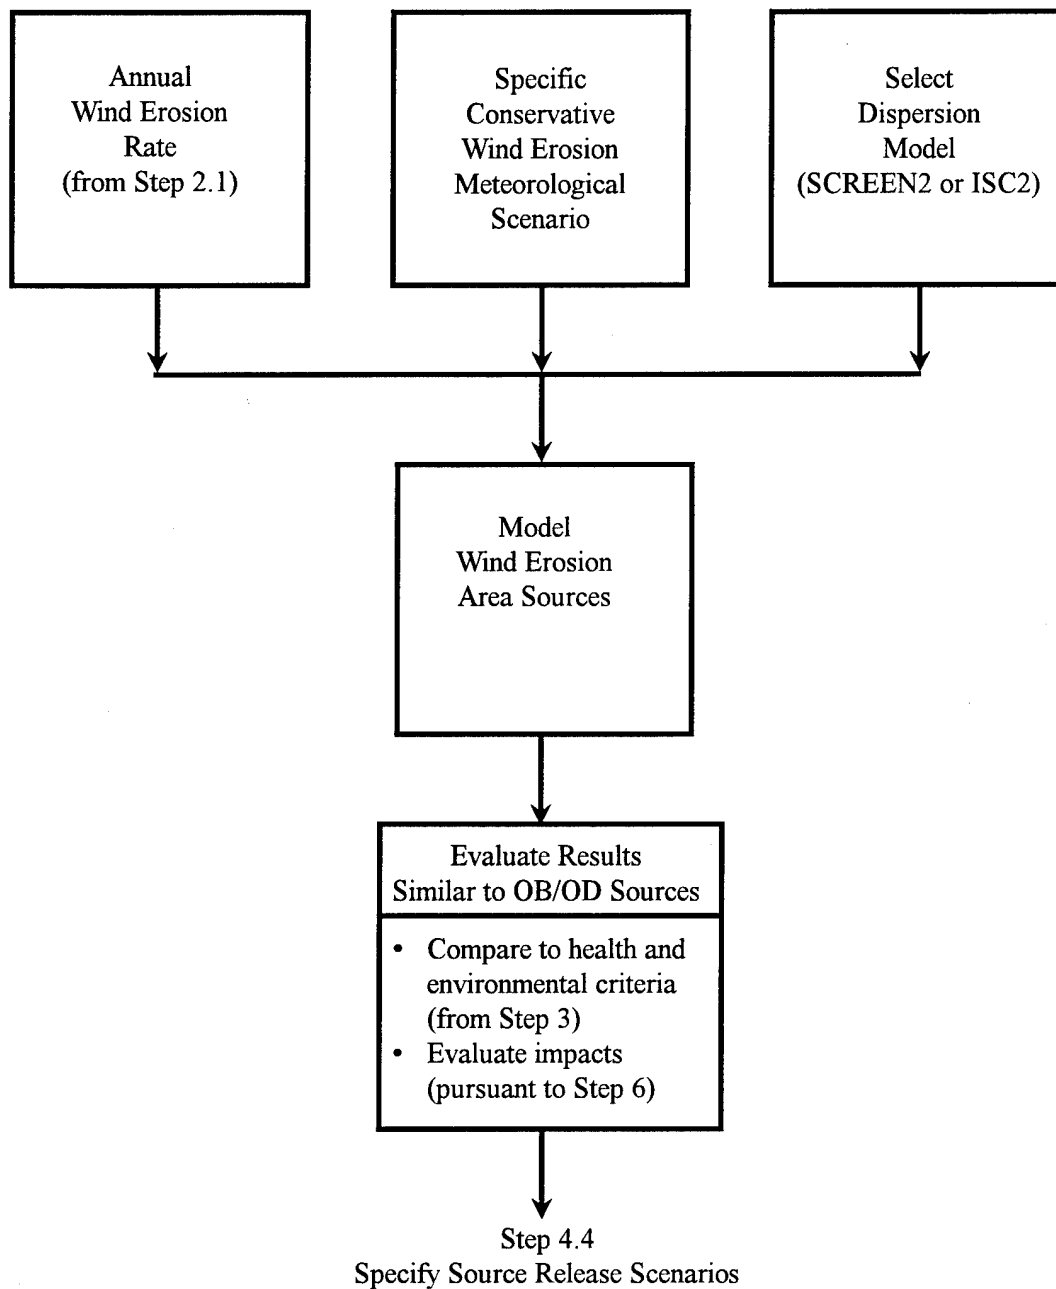 Annual
Wind Erosion
Rate
(from Step 2.1)
Specific
Conservative
Wind Erosion
Meteorological
Scenario
Select
Dispersion
Model
(SCREEN2 or ISC2)
Model
Wind Erosion
Area Sources
Evaluate Results
Similar to OB/OD Sources
• Compare to health and
environmental criteria
(from Step 3)
• Evaluate impacts
(pursuant to Step 6)
Step 4.4
Specify Source Release Scenarios